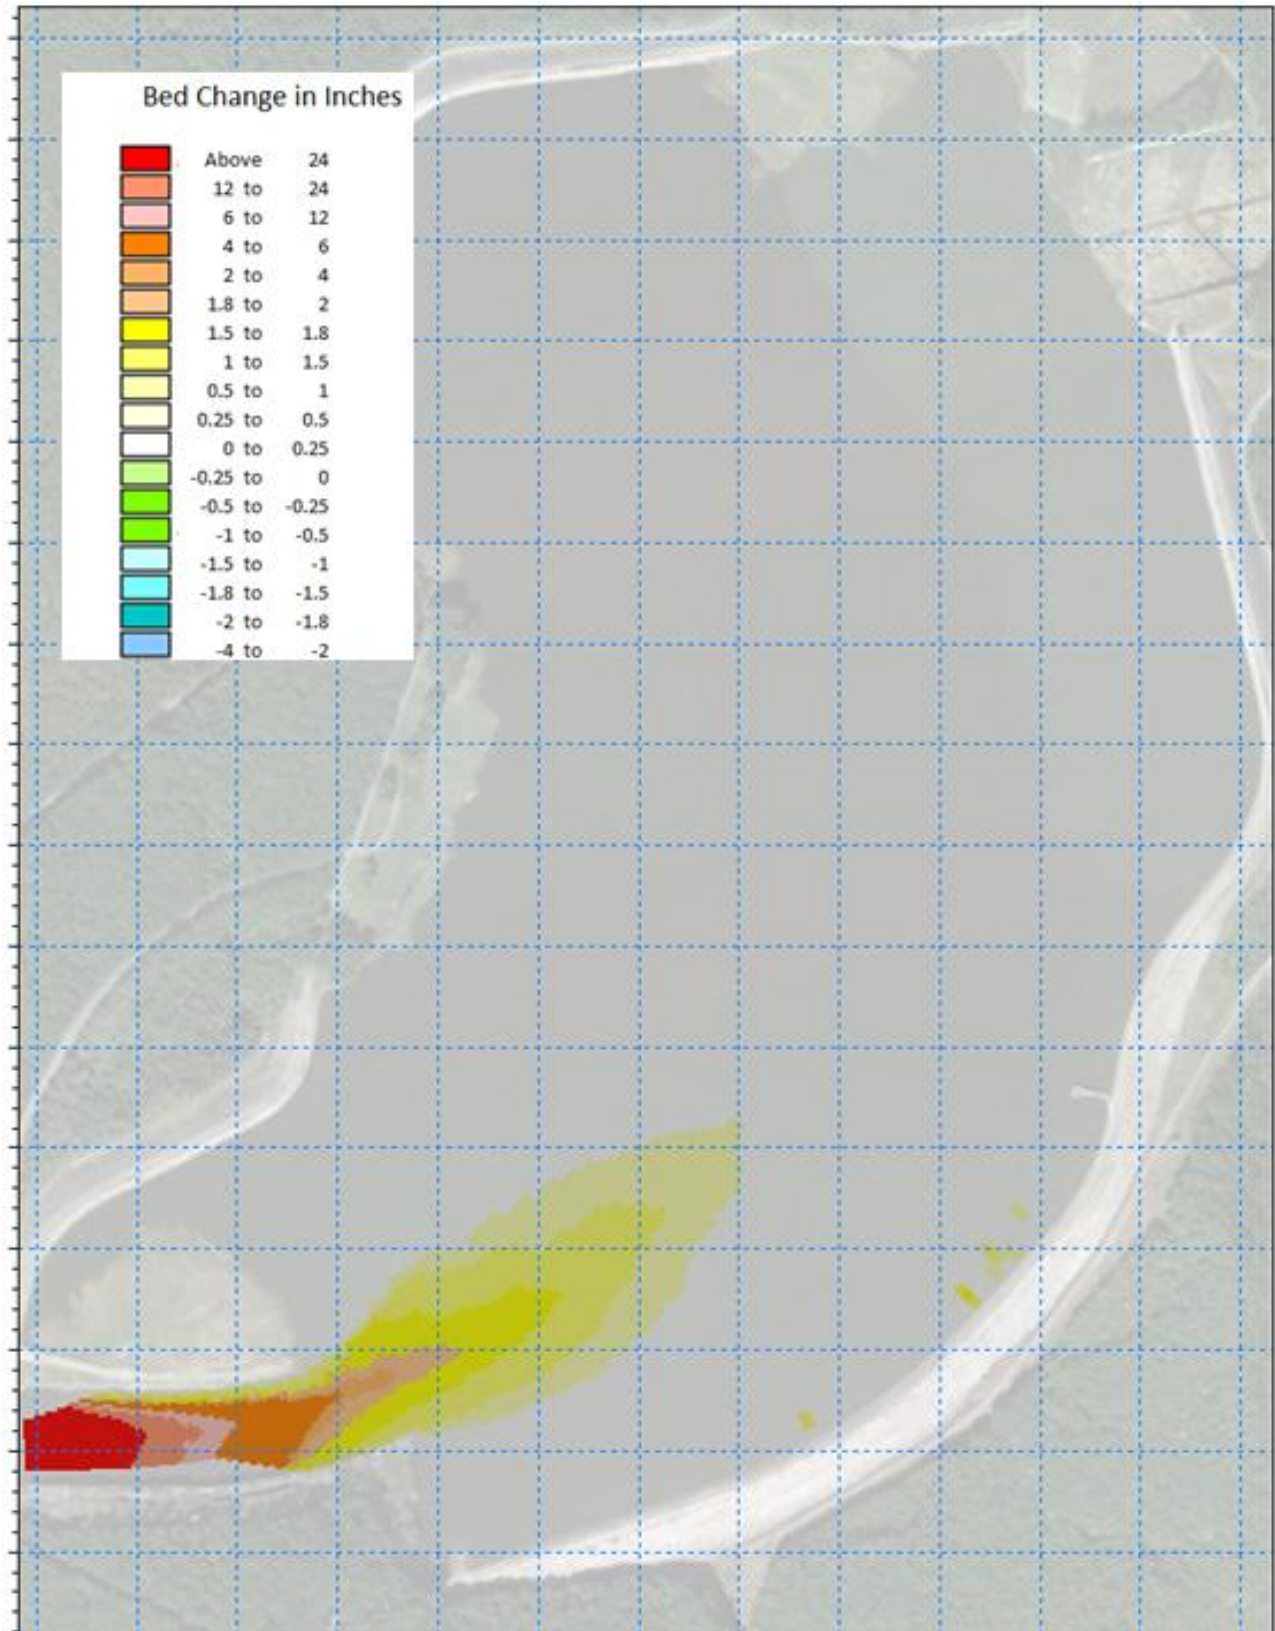 Bed Change in Inches
Above 24
12 to 24
6 to 12
4 to 6
2 to 4
1.8 to 2
1.5 to 1.8
1 to 1.5
0.5 to 1
0.25 to 0.5
0 to 0.25
-0.25 to 0
-0.5 to -0.25
-1 to -0.5
-1.5 to -1
-1.8 to -1.5
-2 to -1.8
-4 to -2